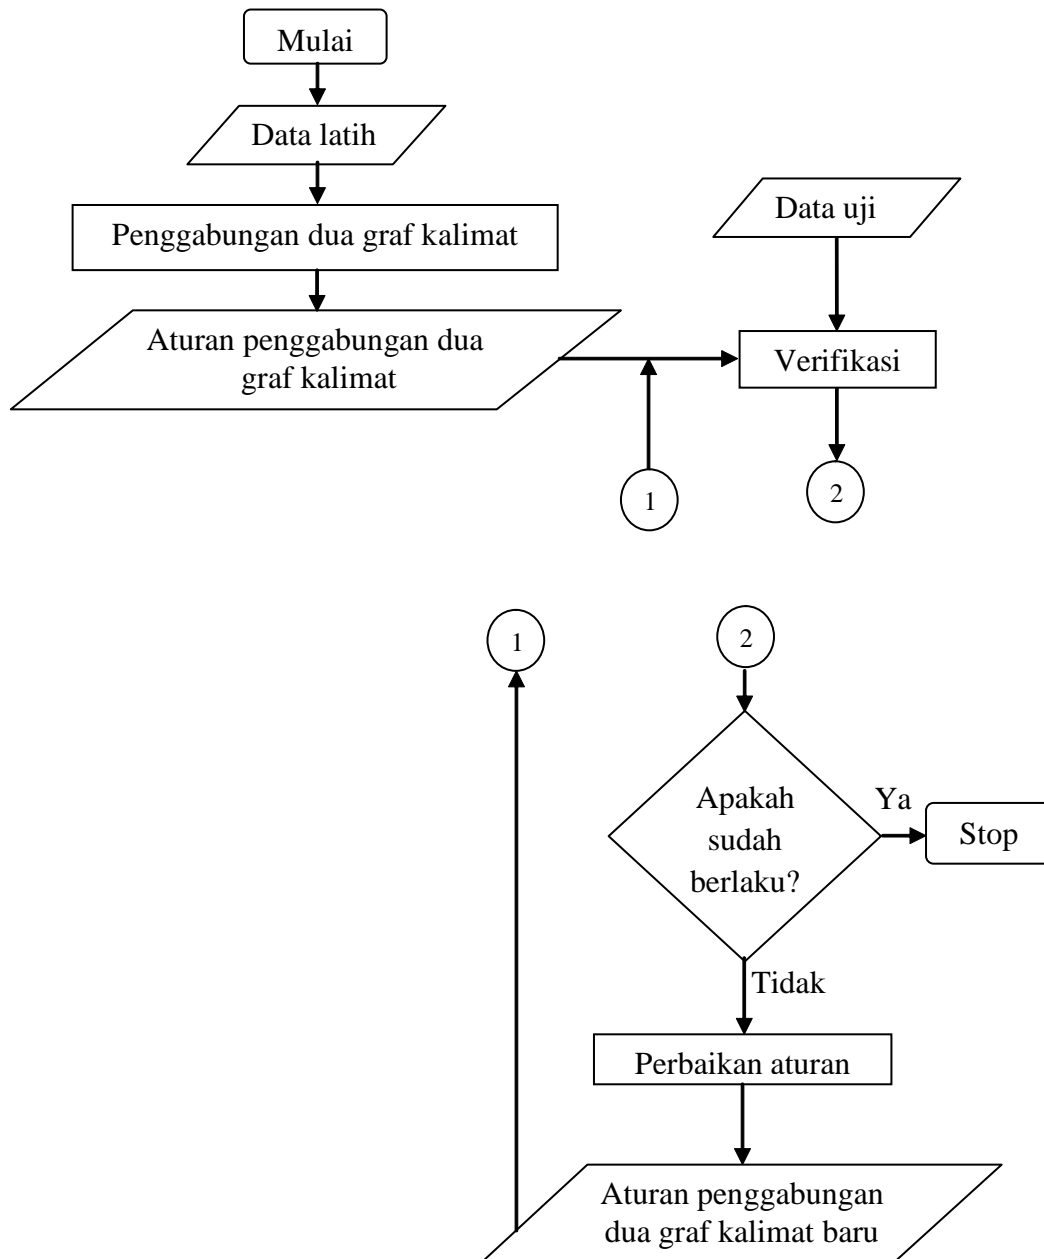 Mulai
Data latih
Penggabungan dua graf kalimat
Aturan penggabungan dua
graf kalimat
Data uji
Verifikasi
1
2
1
2
Apakah
sudah
berlaku?
Ya
Stop
Tidak
Perbaikan aturan
Aturan penggabungan
dua graf kalimat baru